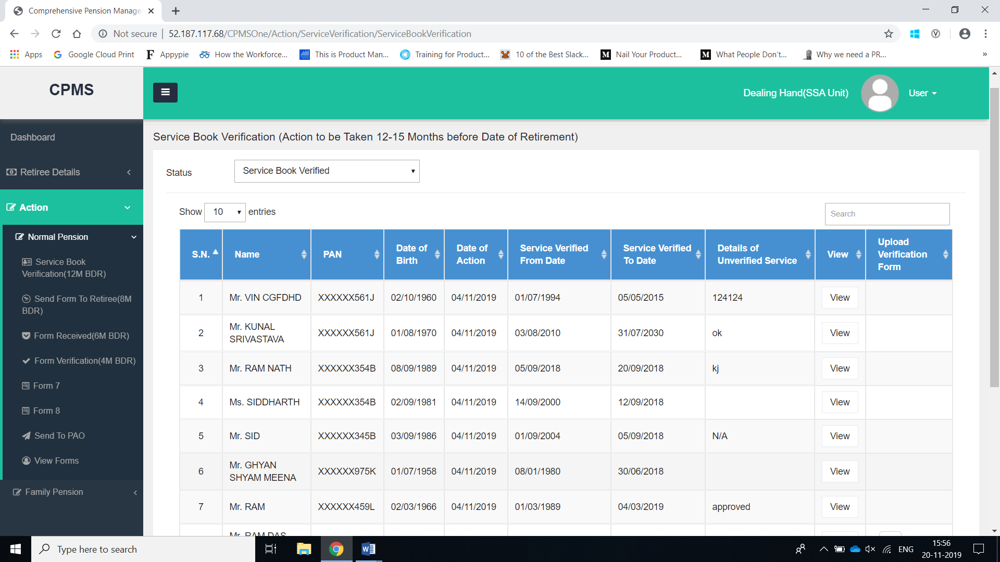 Comprehensive Pension Manage
Not secure | 52.187.117.68/CPMSOne/Action/ServiceVerification/ServiceBookVerification
Apps Google Cloud Print Appypie How the Workforce... This is Product Man... Training for Product... 10 of the Best Slack... Nail Your Product... What People Don't... Why we need a PR... »
CPMS
Dealing Hand(SSA Unit) User
Dashboard
Retiree Details
Action
Normal Pension
Service Book
Verification(12M BDR)
Send Form To Retiree(8M
BDR)
Form Received(6M BDR)
Form Verification(4M BDR)
Form 7
Form 8
Send To PAO
View Forms
Family Pension
Service Book Verification (Action to be Taken 12-15 Months before Date of Retirement)
Status Service Book Verified
Show 10 entries Search
S.N. Name PAN Date of Birth Date of Action Service Verified From Date Service Verified To Date Details of Unverified Service View Upload Verification Form
1 Mr. VIN CGFDHD XXXXXX561J 02/10/1960 04/11/2019 01/07/1994 05/05/2015 124124 View
2 Mr. KUNAL SRIVASTAVA XXXXXX561J 01/08/1970 04/11/2019 03/08/2010 31/07/2030 ok View
3 Mr. RAM NATH XXXXXX354B 08/09/1989 04/11/2019 05/09/2018 20/09/2018 kj View
4 Ms. SIDDHARTH XXXXXX354B 02/09/1981 04/11/2019 14/09/2000 12/09/2018 View
5 Mr. SID XXXXXX345B 03/09/1986 04/11/2019 01/09/2004 05/09/2018 N/A View
6 Mr. GHYAN SHYAM MEENA XXXXXX975K 01/07/1958 04/11/2019 08/01/1980 30/06/2018 View
7 Mr. RAM XXXXXX459L 02/03/1966 04/11/2019 01/03/1989 04/03/2019 approved View
Mr. RAM DAS
Type here to search
ENG
15:56
20-11-2019